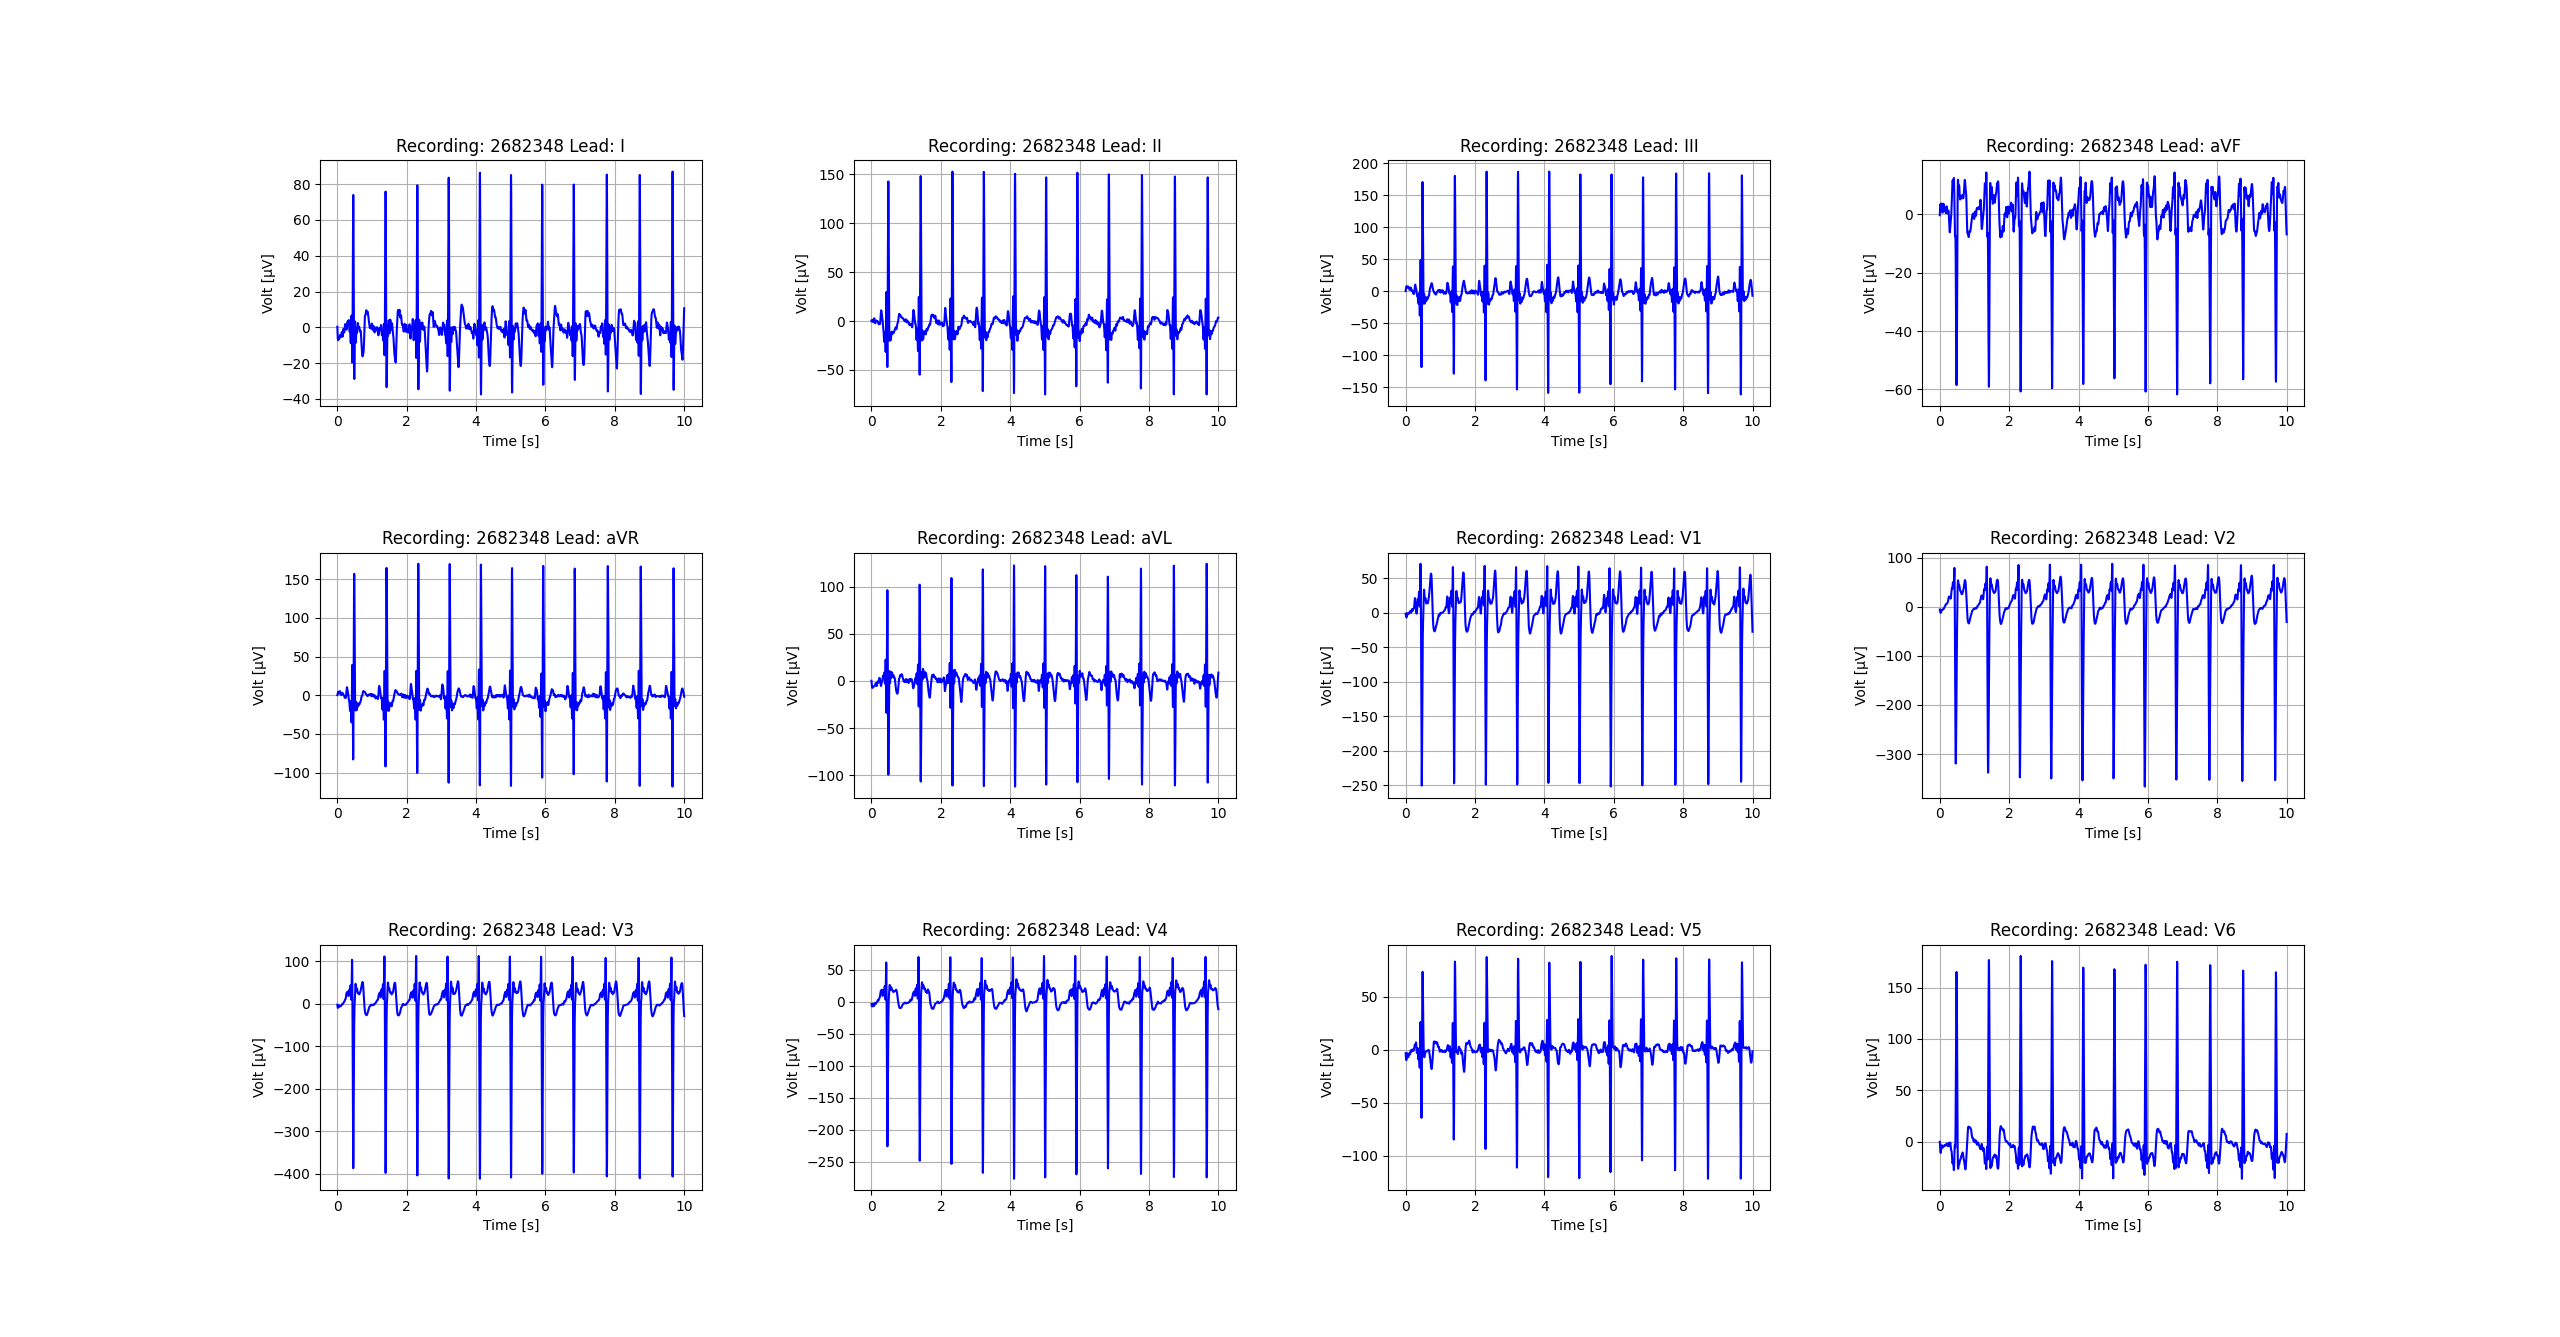 Recording: 2682348 Lead: I
Volt [µV]
80
60
40
20
0
−20
−40
0 2 4 6 8 10
Time [s]
Recording: 2682348 Lead: II
Volt [µV]
150
100
50
0
−50
0 2 4 6 8 10
Time [s]
Recording: 2682348 Lead: III
Volt [µV]
200
150
100
50
0
−50
−100
−150
0 2 4 6 8 10
Time [s]
Recording: 2682348 Lead: aVF
Volt [µV]
0
−20
−40
−60
0 2 4 6 8 10
Time [s]
Recording: 2682348 Lead: aVR
Volt [µV]
150
100
50
0
−50
−100
0 2 4 6 8 10
Time [s]
Recording: 2682348 Lead: aVL
Volt [µV]
100
50
0
−50
−100
0 2 4 6 8 10
Time [s]
Recording: 2682348 Lead: V1
Volt [µV]
50
0
−50
−100
−150
−200
−250
0 2 4 6 8 10
Time [s]
Recording: 2682348 Lead: V2
Volt [µV]
100
0
−100
−200
−300
0 2 4 6 8 10
Time [s]
Recording: 2682348 Lead: V3
Volt [µV]
100
0
−100
−200
−300
−400
0 2 4 6 8 10
Time [s]
Recording: 2682348 Lead: V4
Volt [µV]
50
0
−50
−100
−150
−200
−250
0 2 4 6 8 10
Time [s]
Recording: 2682348 Lead: V5
Volt [µV]
50
0
−50
−100
0 2 4 6 8 10
Time [s]
Recording: 2682348 Lead: V6
Volt [µV]
150
100
50
0
0 2 4 6 8 10
Time [s]